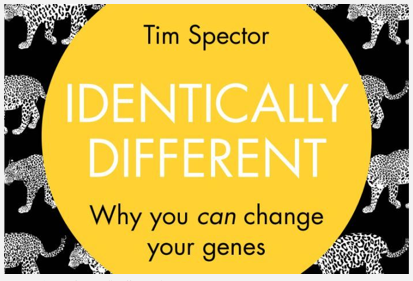 Tim Spector
IDENTICALLY
DIFFERENT
Why you can change
your genes